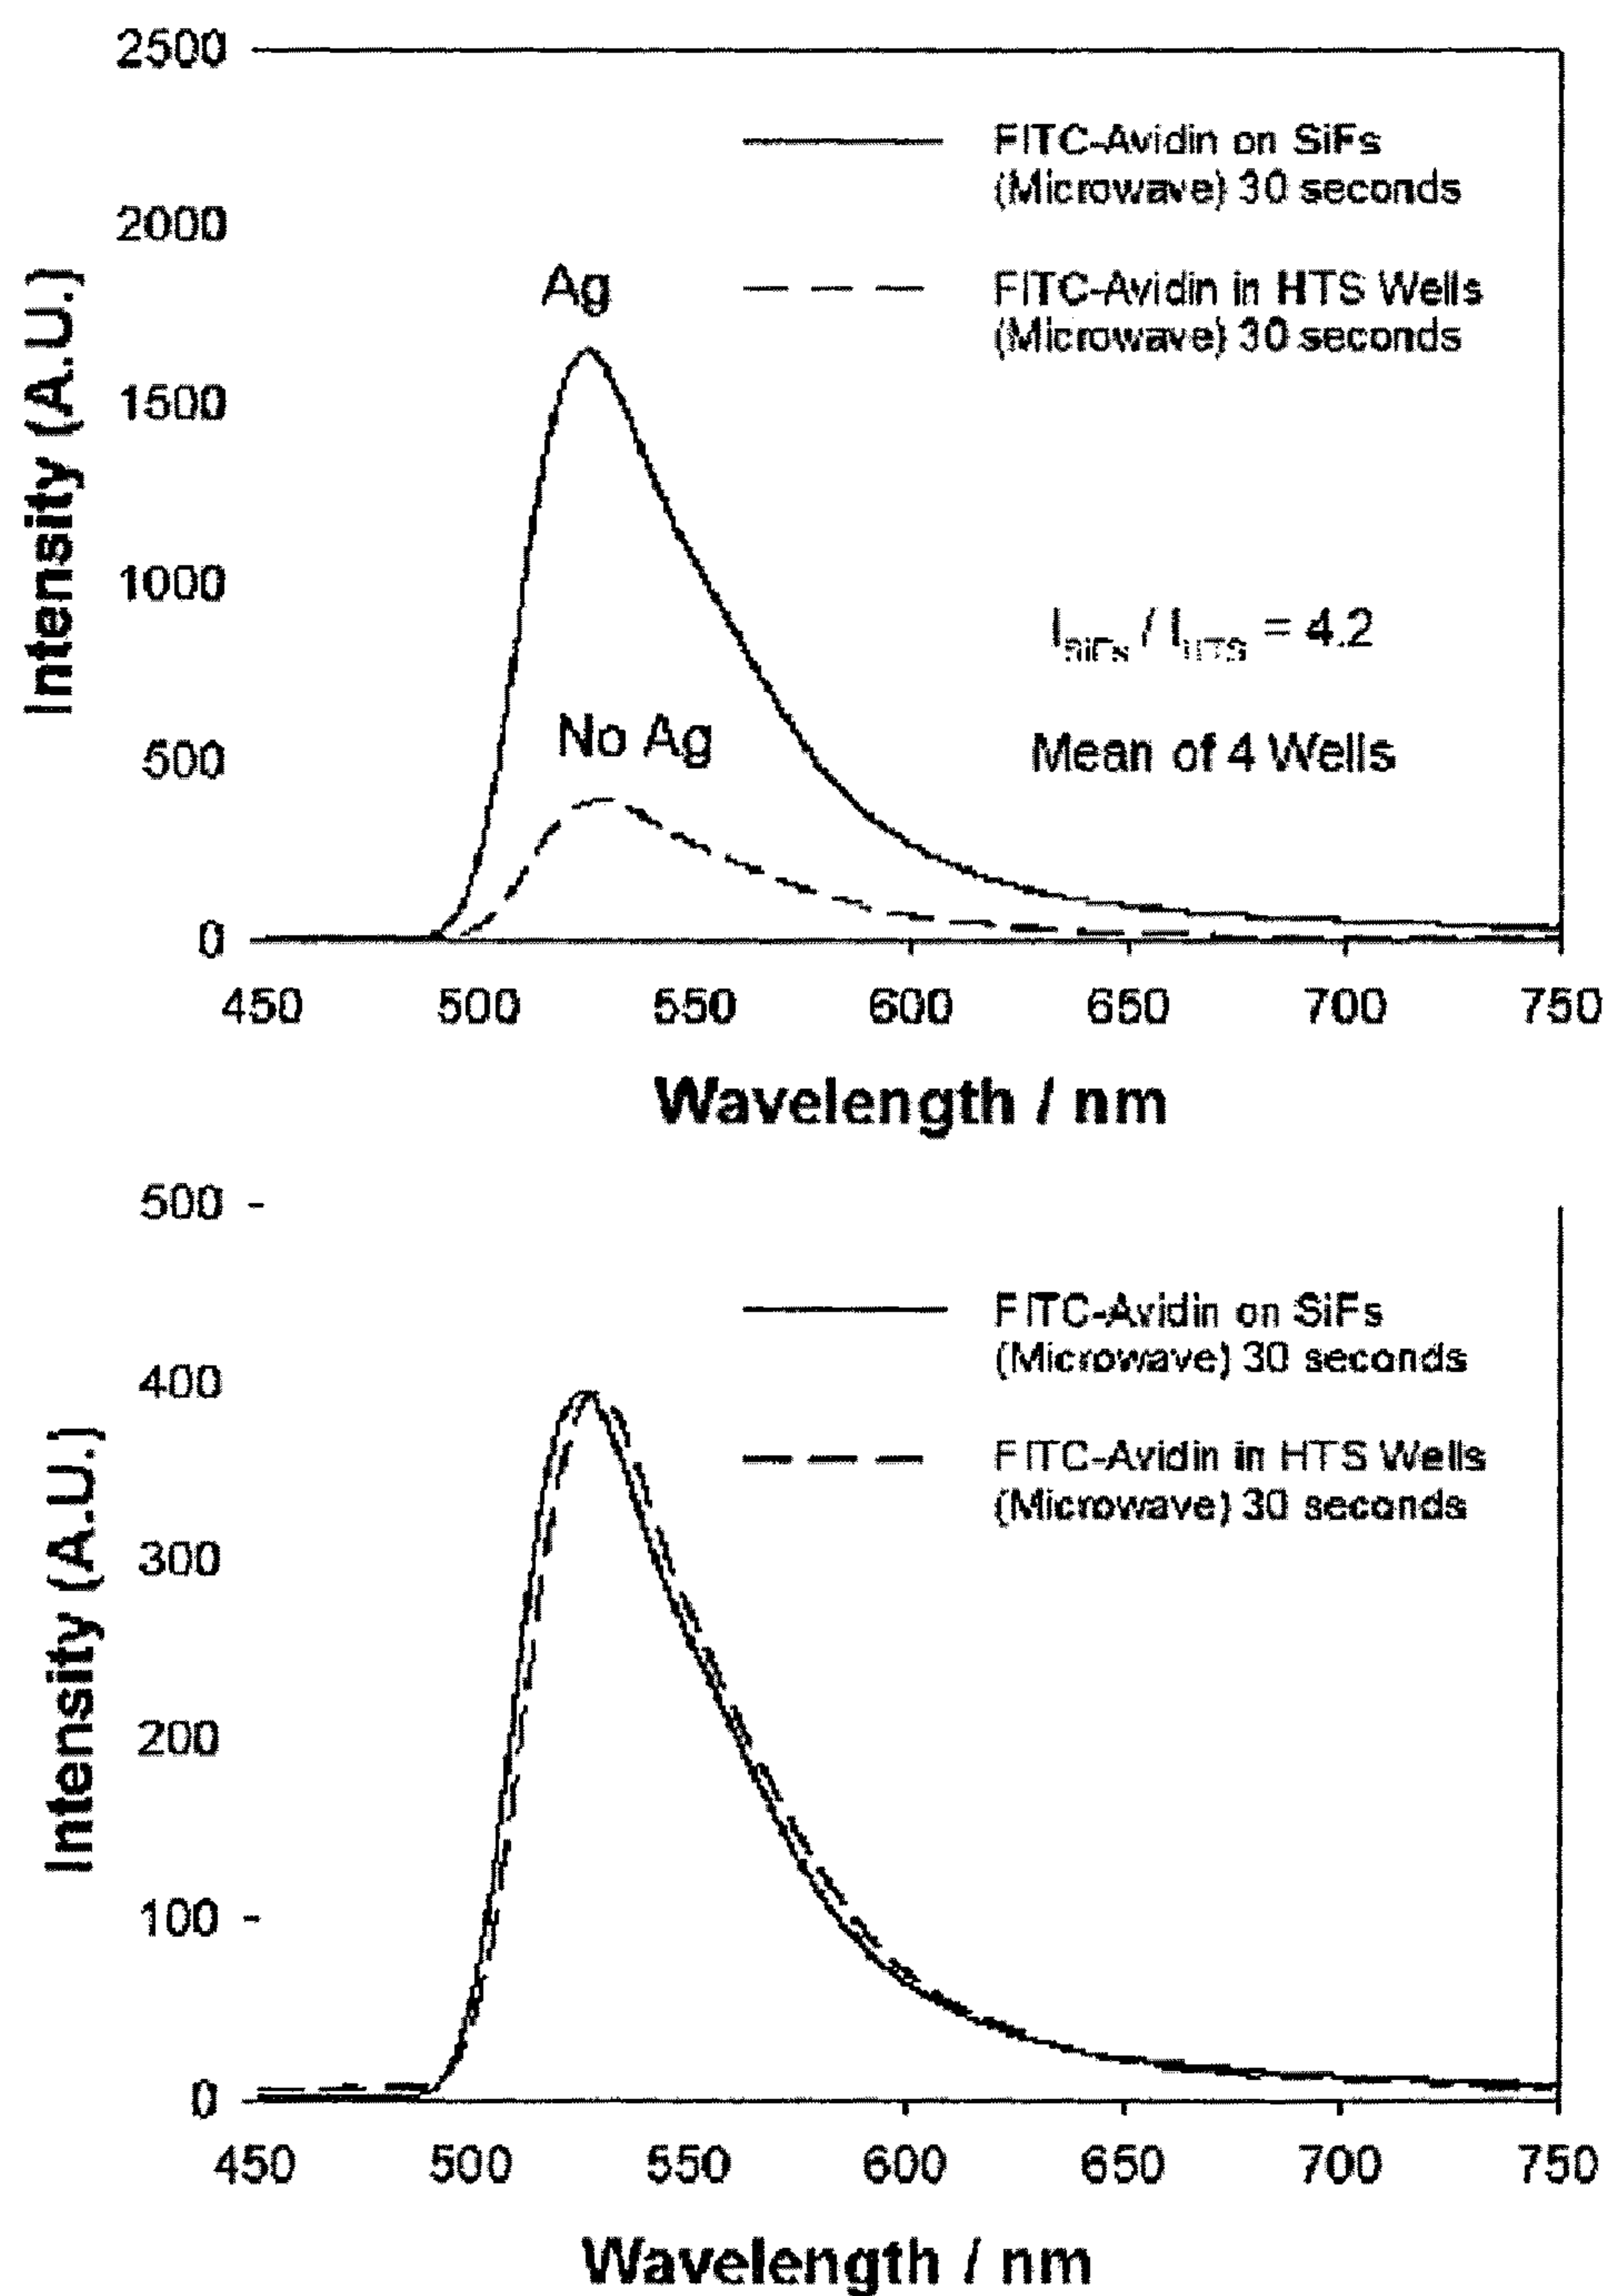 2500
FITC-Avidin on SiFs
(Microwave) 30 seconds
2000
FITC-Avidin in HTS Wells
(Microwave) 30 seconds
Ag
1500
Intensity (A.U.)
1000
I SiFs / I HTS = 4.2
No Ag
Mean of 4 Wells
500
0
450 500 550 600 650 700 750
Wavelength / nm
500
FITC-Avidin on SiFs
(Microwave) 30 seconds
400
FITC-Avidin in HTS Wells
(Microwave) 30 seconds
Intensity (A.U.)
300
200
100
0
450 500 550 600 650 700 750
Wavelength / nm